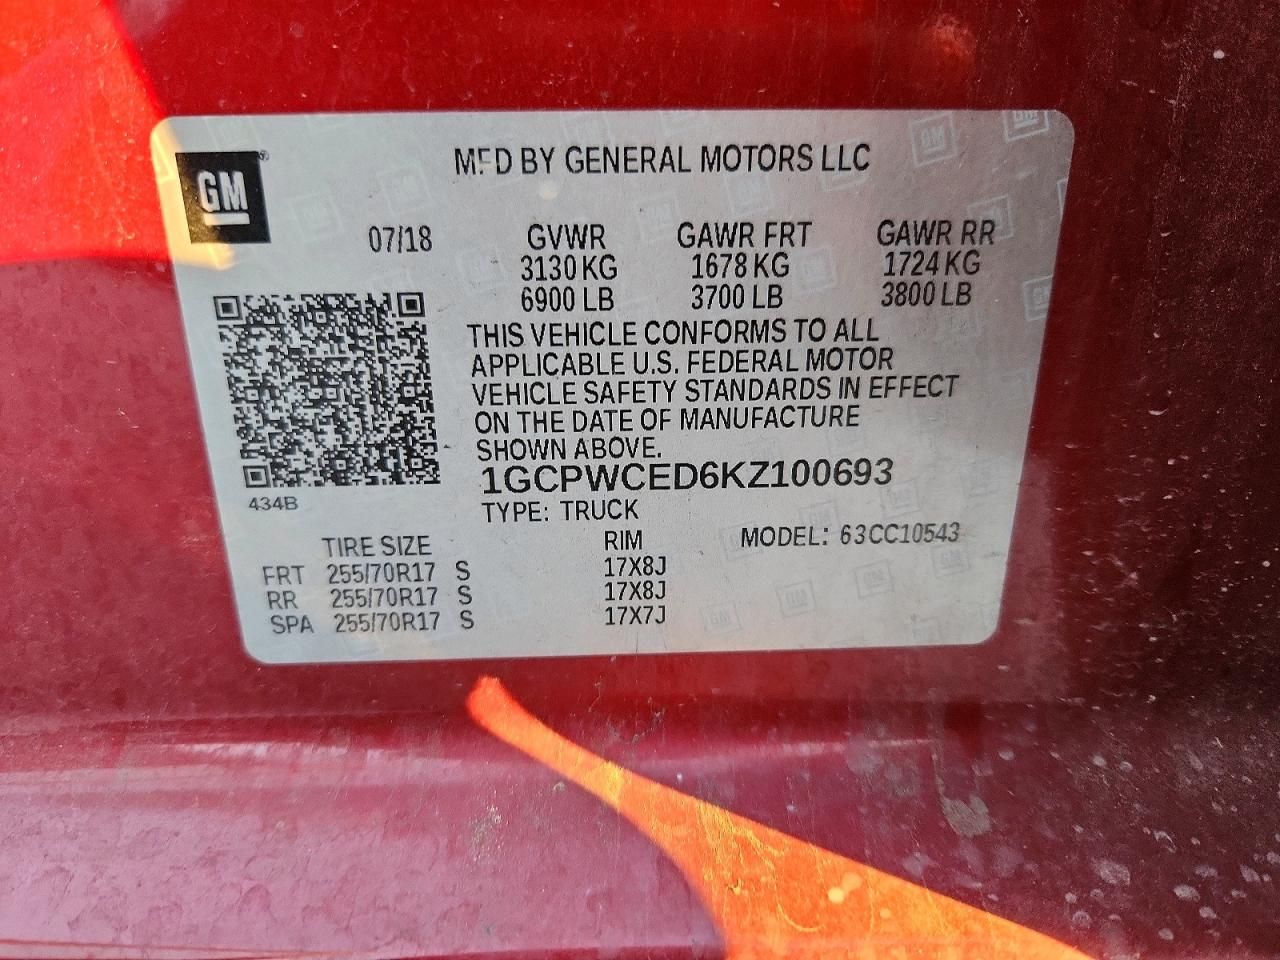 GM®
MFD BY GENERAL MOTORS LLC
07/18 GVWR GAWR FRT GAWR RR
3130 KG 1678 KG 1724 KG
6900 LB 3700 LB 3800 LB
THIS VEHICLE CONFORMS TO ALL
APPLICABLE U.S. FEDERAL MOTOR
VEHICLE SAFETY STANDARDS IN EFFECT
ON THE DATE OF MANUFACTURE
SHOWN ABOVE.
1GCPWCED6KZ100693
434B
TYPE: TRUCK
TIRE SIZE RIM MODEL: 63CC10543
FRT 255/70R17 S 17X8J
RR 255/70R17 S 17X8J
SPA 255/70R17 S 17X7J